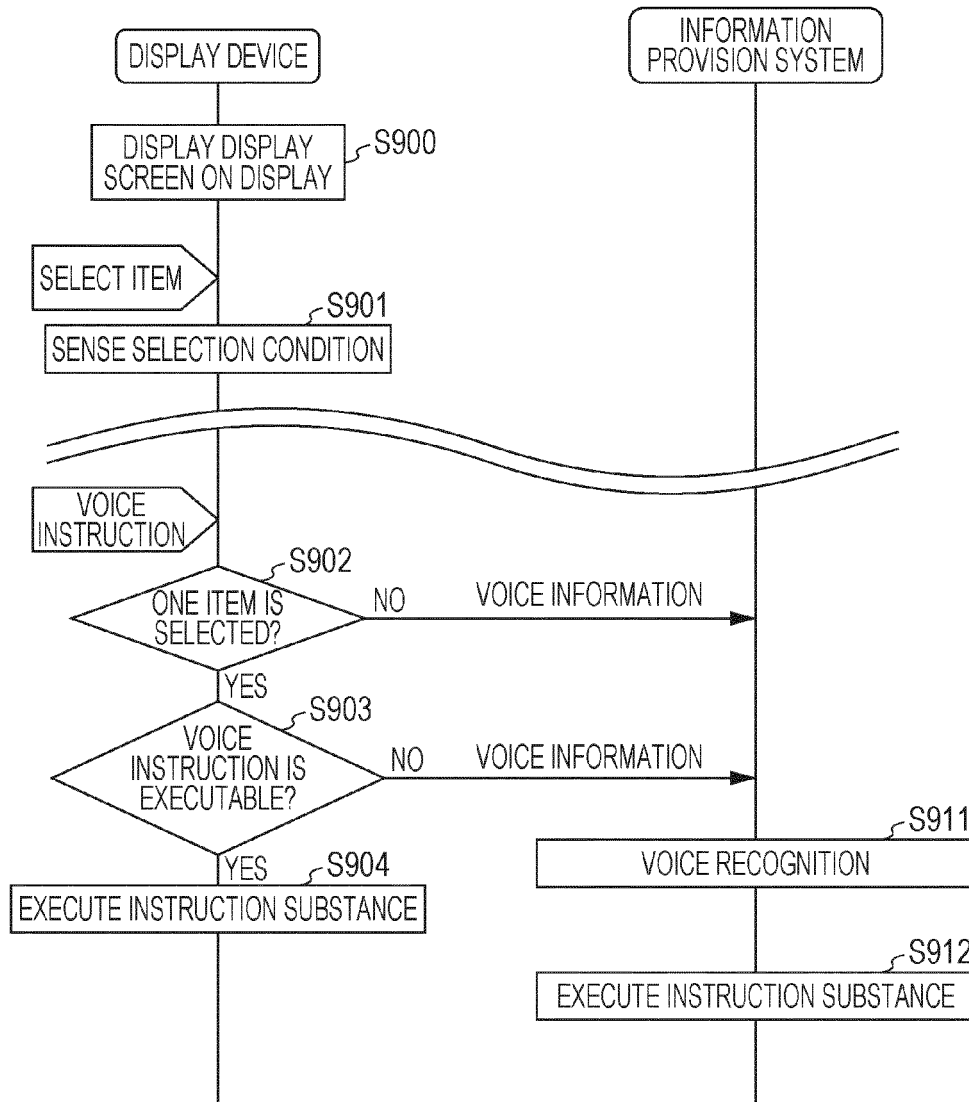 DISPLAY DEVICE
INFORMATION
PROVISION SYSTEM
DISPLAY DISPLAY
SCREEN ON DISPLAY
S900
SELECT ITEM
S901
SENSE SELECTION CONDITION
VOICE
INSTRUCTION
S902
ONE ITEM IS
SELECTED?
NO
VOICE INFORMATION
YES
S903
VOICE
INSTRUCTION IS
EXECUTABLE?
NO
VOICE INFORMATION
S911
VOICE RECOGNITION
YES
S904
EXECUTE INSTRUCTION SUBSTANCE
S912
EXECUTE INSTRUCTION SUBSTANCE